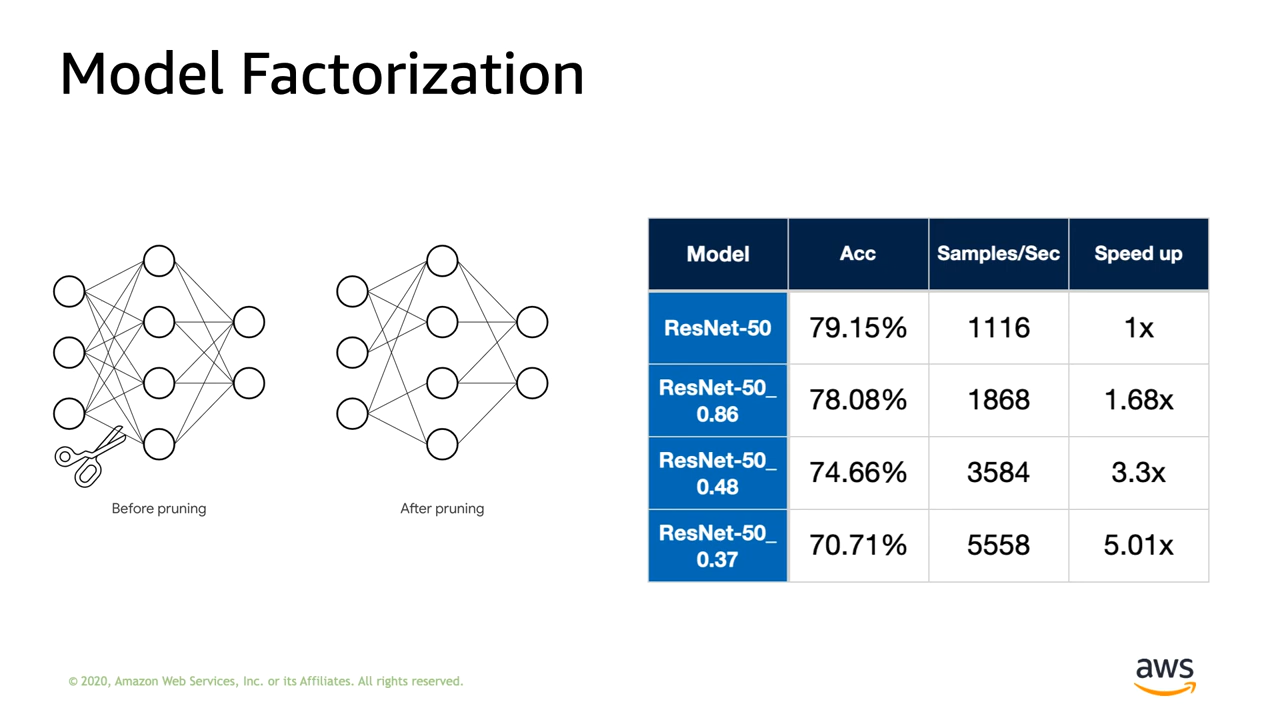 Model Factorization
Before pruning
After pruning
Model Acc Samples/Sec Speed up
ResNet-50 79.15% 1116 1x
ResNet-50_
0.86 78.08% 1868 1.68x
ResNet-50_
0.48 74.66% 3584 3.3x
ResNet-50_
0.37 70.71% 5558 5.01x
© 2020, Amazon Web Services, Inc. or its Affiliates. All rights reserved.
aws